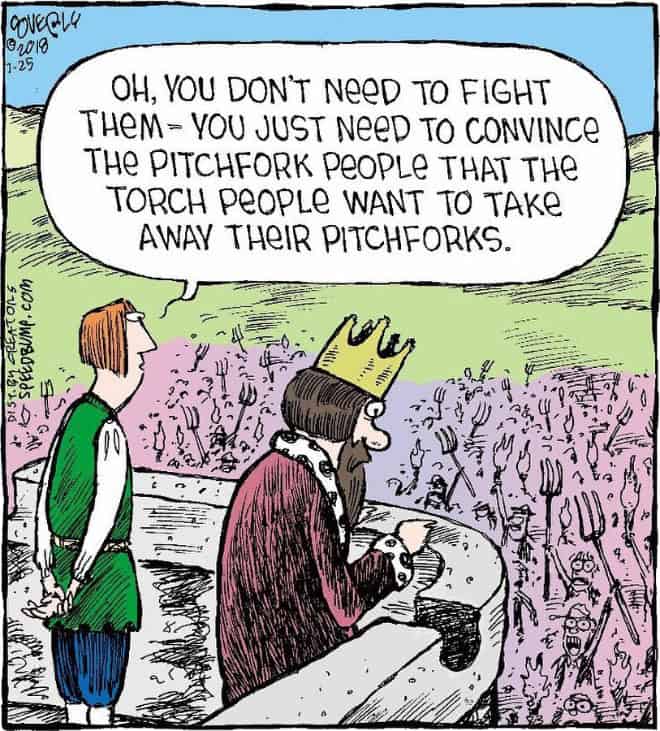 COVERLY
©2018
7-25
OH, YOU DON'T NEED TO FIGHT
THEM - YOU JUST NEED TO CONVINCE
THE PITCHFORK PEOPLE THAT THE
TORCH PEOPLE WANT TO TAKE
AWAY THEIR PITCHFORKS.
DIST. BY CREATORS
SPEEDBUMP.COM